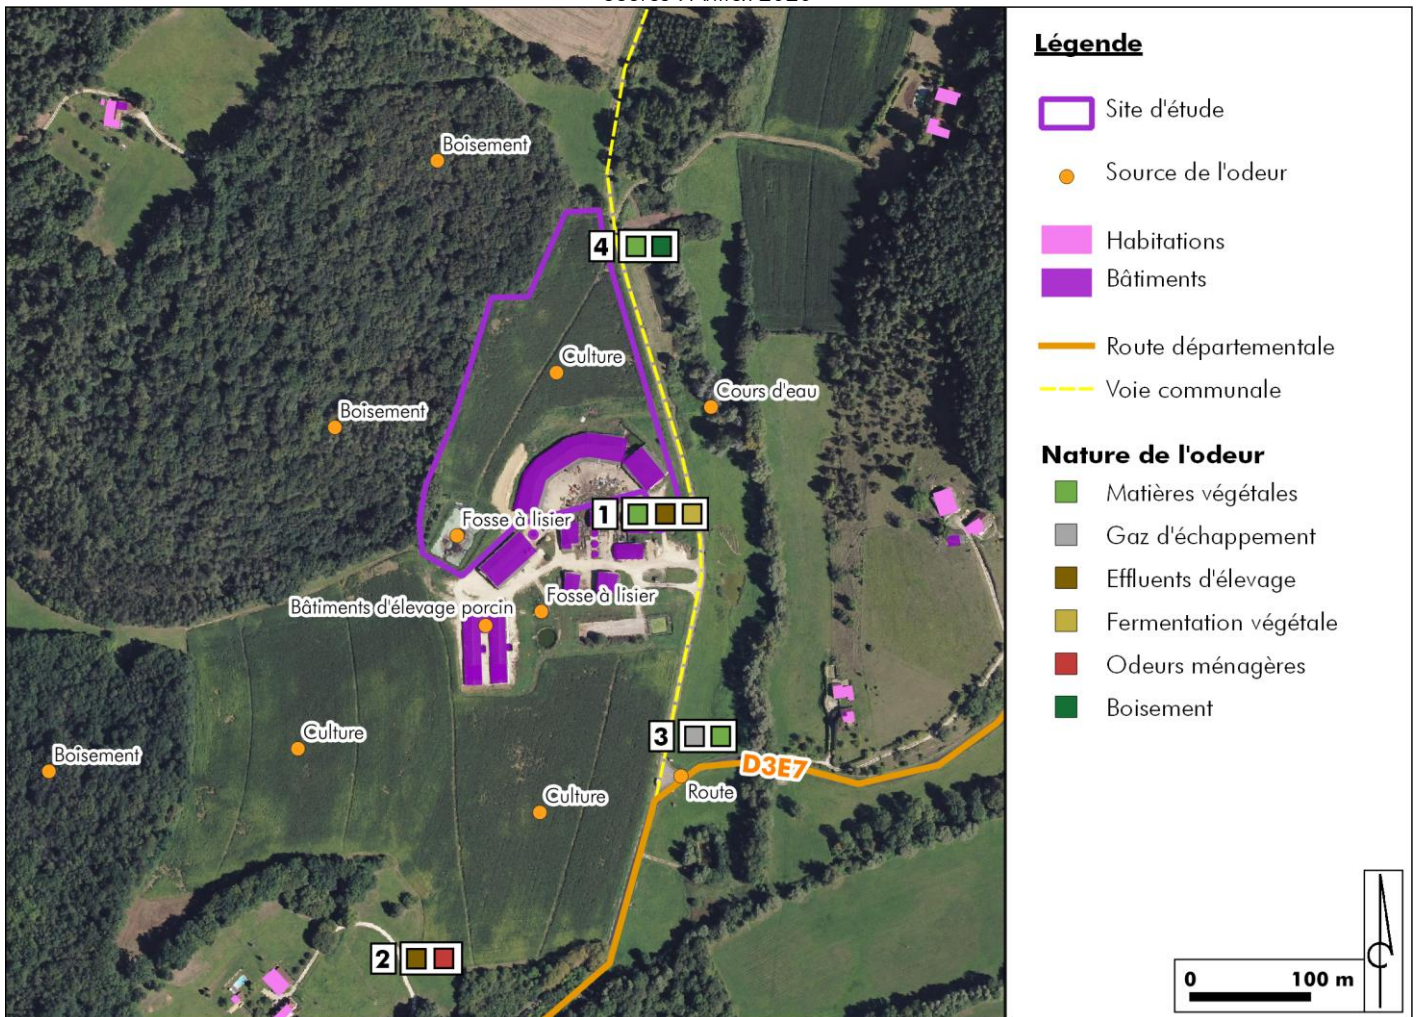 Légende
Site d'étude
Source de l'odeur
Habitations
Bâtiments
Route départementale
Voie communale
Nature de l'odeur
Matières végétales
Gaz d'échappement
Effluents d'élevage
Fermentation végétale
Odeurs ménagères
Boisement
0 100 m
Boisement
4
Culture
Cours d'eau
Boisement
Fosse à lisier
1
Bâtiments d'élevage porcin
Fosse à lisier
3
Culture
Boisement
D3E7
Route
Culture
2